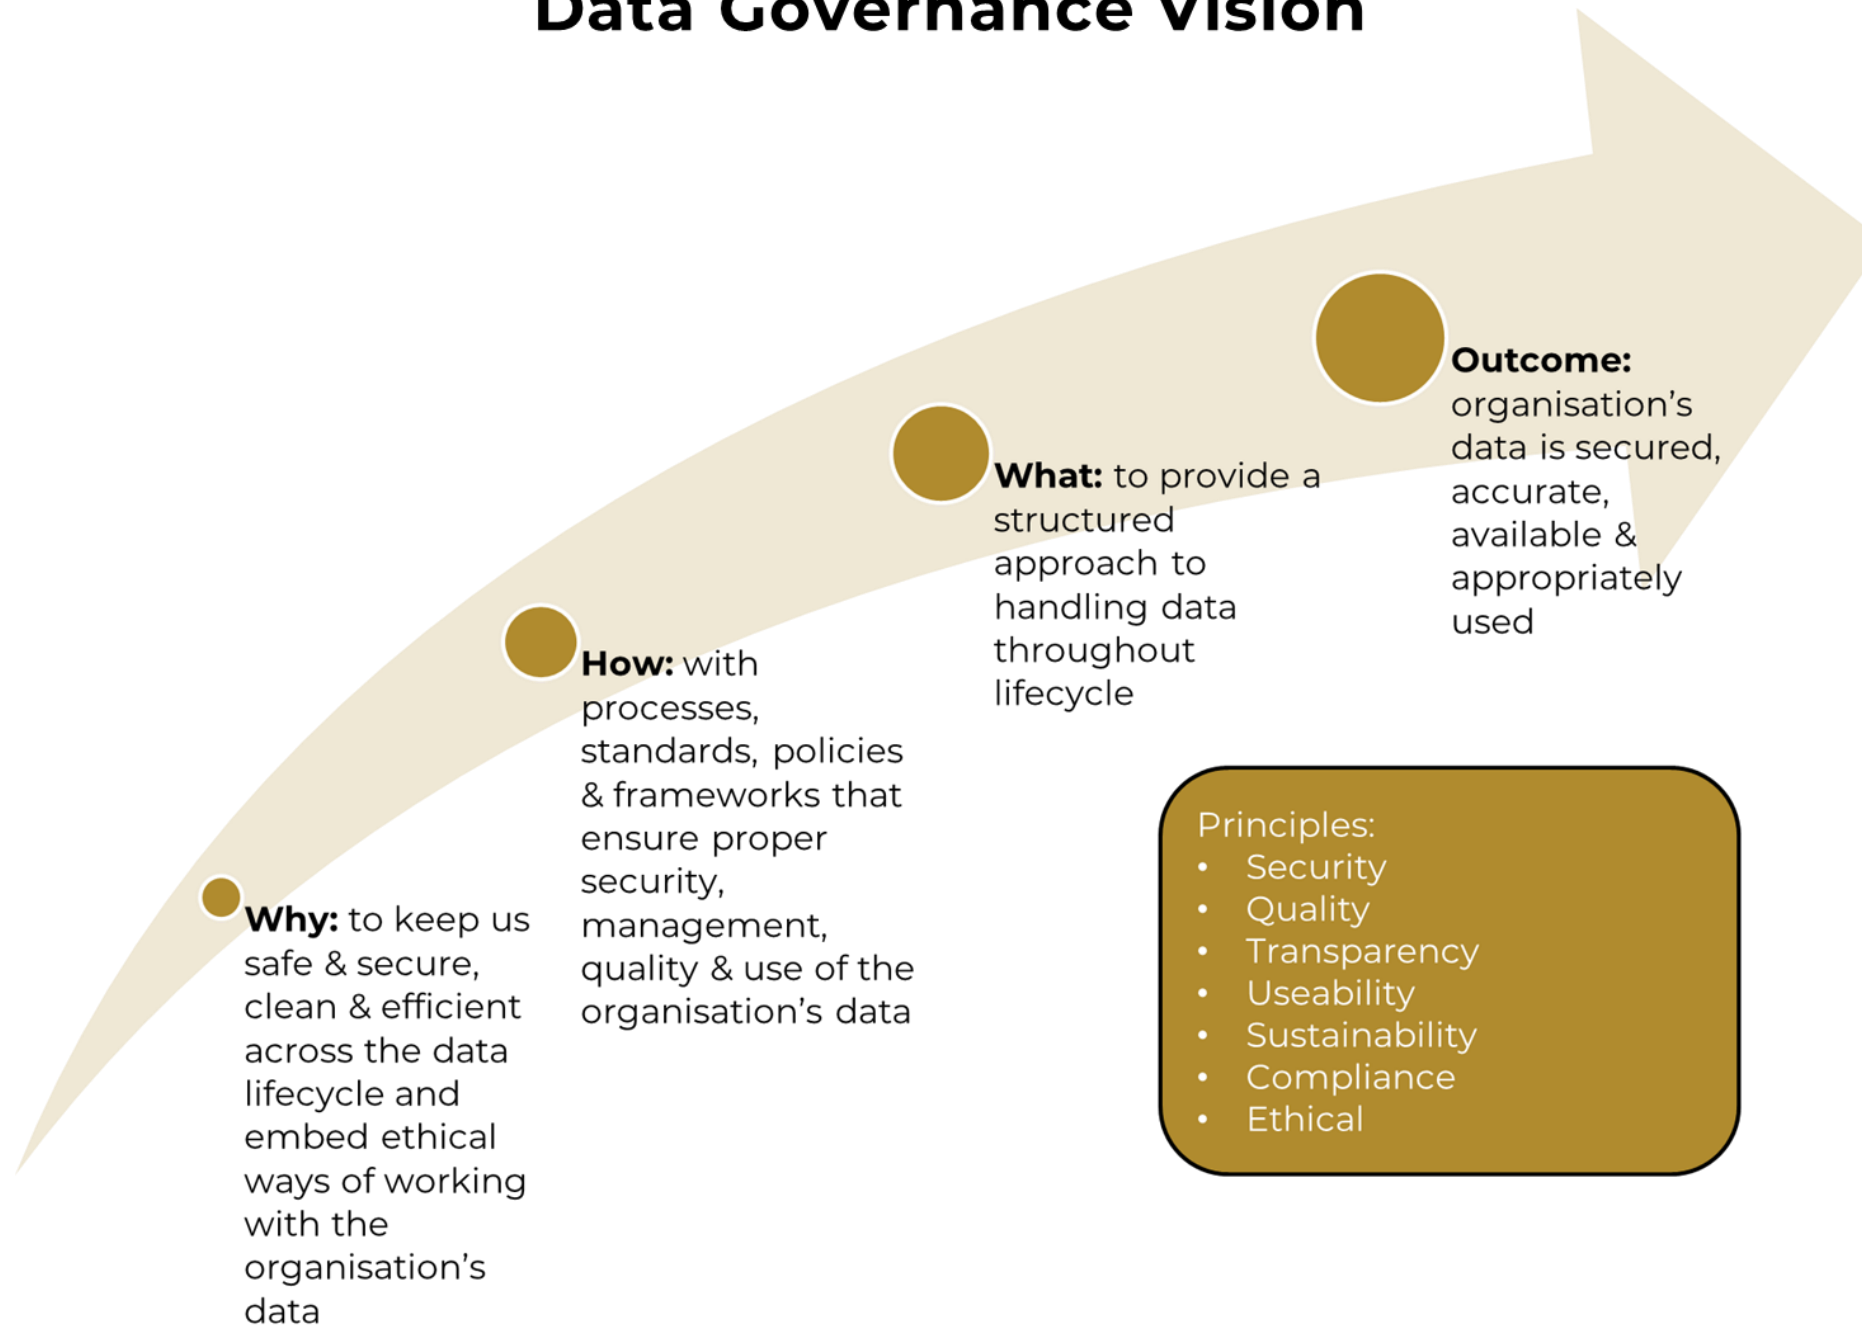 Data Governance Vision
Why: to keep us
safe & secure,
clean & efficient
across the data
lifecycle and
embed ethical
ways of working
with the
organisation’s
data
How: with
processes,
standards, policies
& frameworks that
ensure proper
security,
management,
quality & use of the
organisation’s data
What: to provide a
structured
approach to
handling data
throughout
lifecycle
Outcome:
organisation’s
data is secured,
accurate,
available &
appropriately
used
Principles:
• Security
• Quality
• Transparency
• Useability
• Sustainability
• Compliance
• Ethical